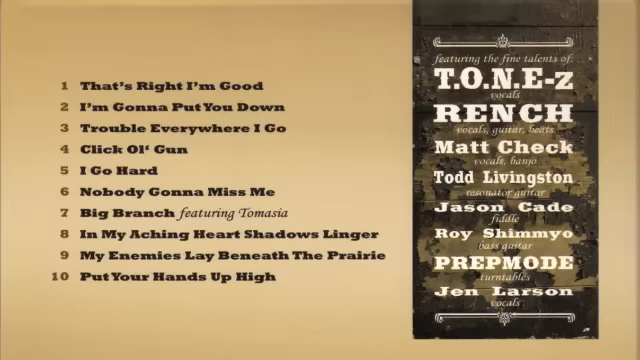 1 That's Right I'm Good
2 I'm Gonna Put You Down
3 Trouble Everywhere I Go
4 Click Ol' Gun
5 I Go Hard
6 Nobody Gonna Miss Me
7 Big Branch featuring Tomasia
8 In My Aching Heart Shadows Linger
9 My Enemies Lay Beneath The Prairie
10 Put Your Hands Up High
featuring the fine talents of:
T.O.N.E-z
vocals
RENCH
vocals, guitar, beats
Matt Check
vocals, banjo
Todd Livingston
resonator guitar
Jason Cade
fiddle
Roy Shimmyo
bass guitar
PREPMODE
turntables
Jen Larson
vocals